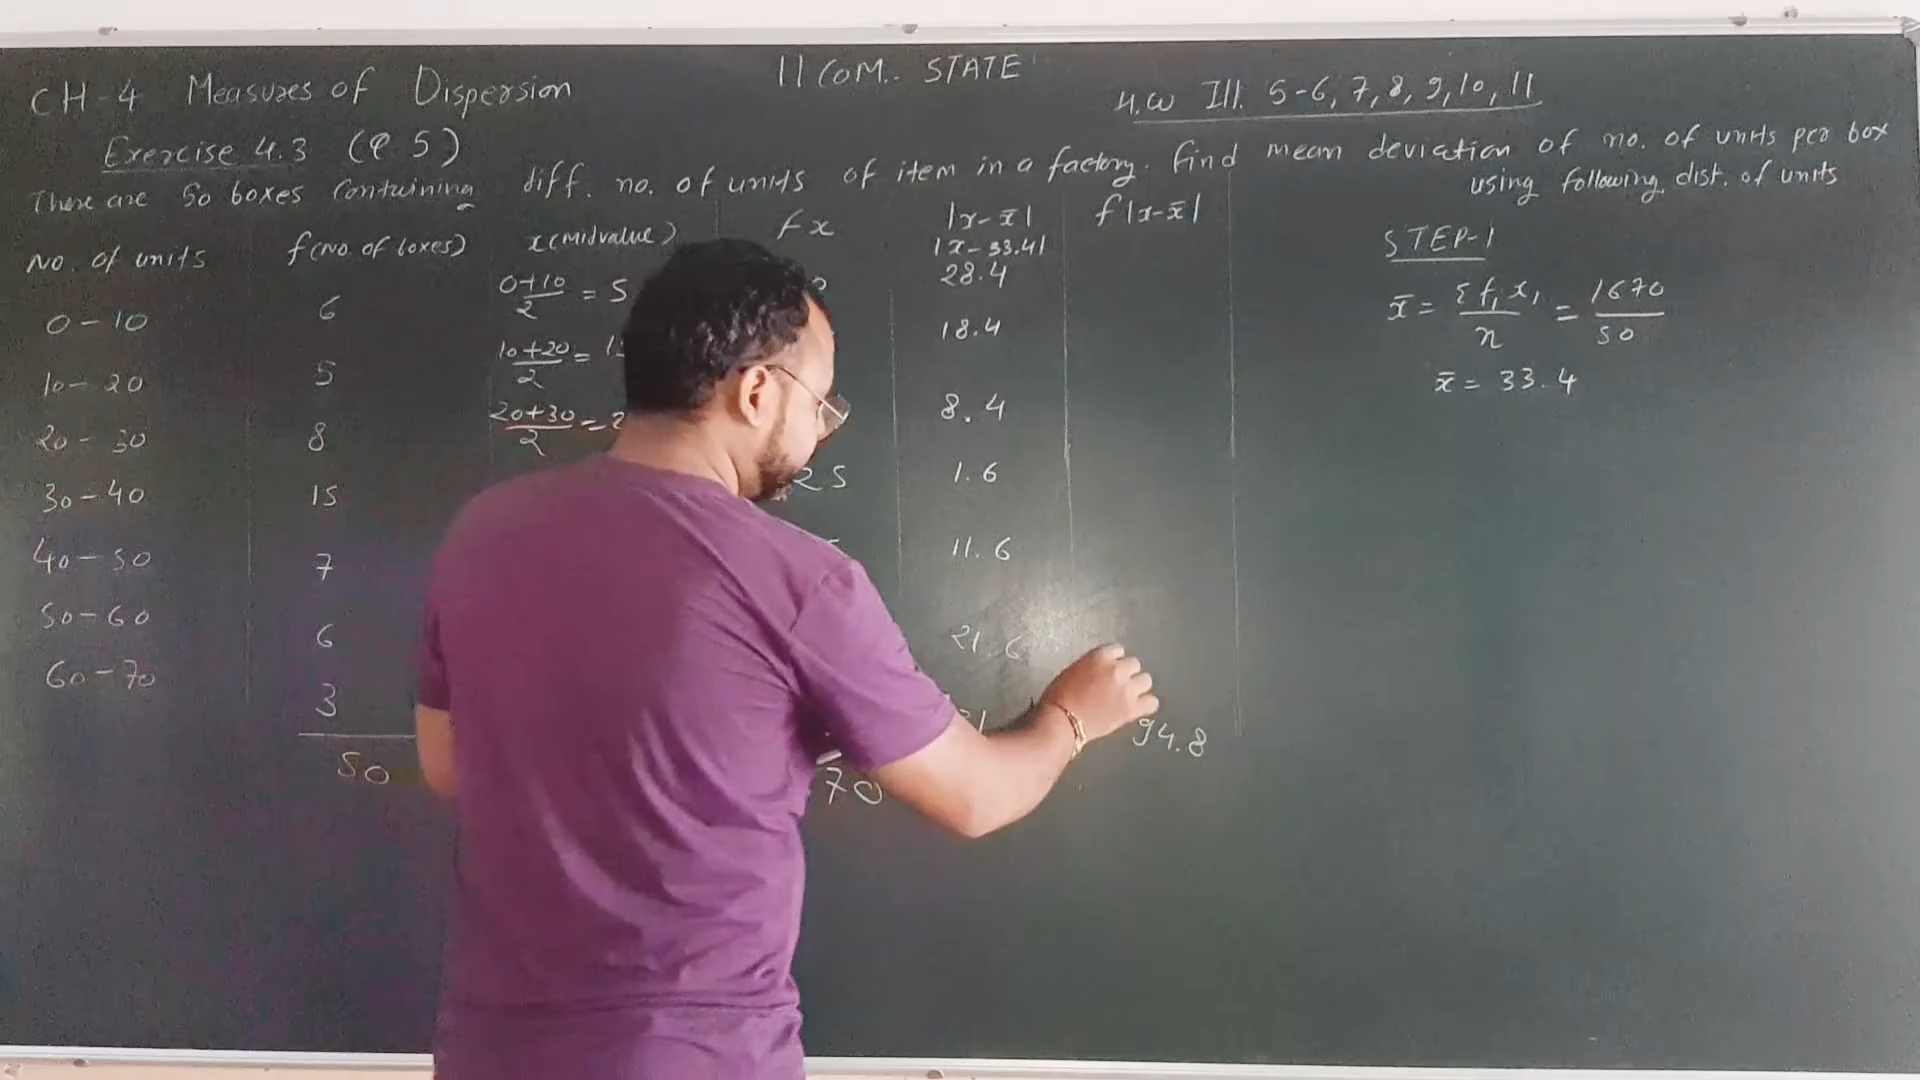 11 COM. STATE
CH-4 Measures of Dispersion
H.W Ill. 5-6, 7, 8, 9, 10, 11
Exercise 4.3 (Q.5)
There are 50 boxes containing diff. no. of units of item in a factory. Find mean deviation of no. of units per box
using following dist. of units
No. of units f(No. of boxes) x(Midvalue) fx |x-x̄| f|x-x̄|
|x-33.4|
0-10 6 0+10/2 = 5 28.4
10-20 5 10+20/2 = 18.4
20-30 8 20+30/2 = 8.4
30-40 15 1.6
40-50 7 11.6
50-60 6 21.6
60-70 3 94.8
50 70
STEP-1
x̄ = Σf₁x₁/n = 1670/50
x̄ = 33.4